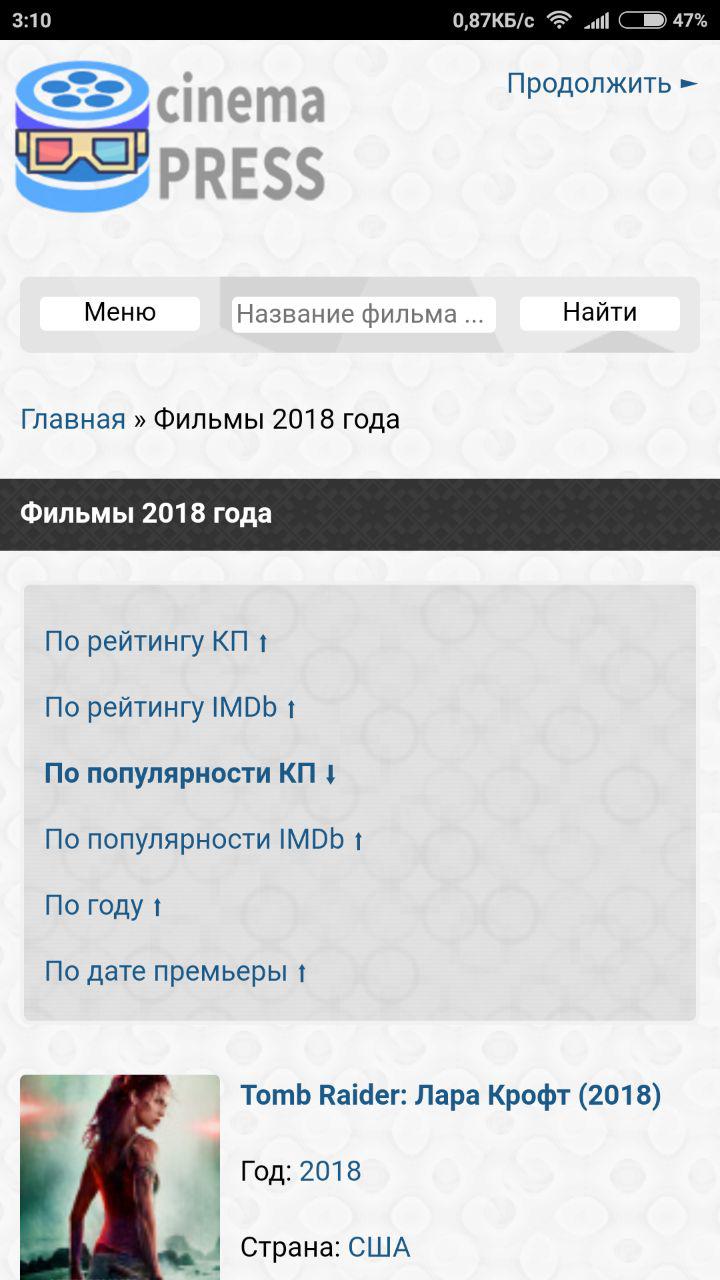 3:10
0,87КБ/с
47%
cinema
PRESS
Продолжить ►
Меню
Название фильма ...
Найти
Главная » Фильмы 2018 года
Фильмы 2018 года
По рейтингу КП ⬆
По рейтингу IMDb ⬆
По популярности КП ⬇
По популярности IMDb ⬆
По году ⬆
По дате премьеры ⬆
Tomb Raider: Лара Крофт (2018)
Год: 2018
Страна: США